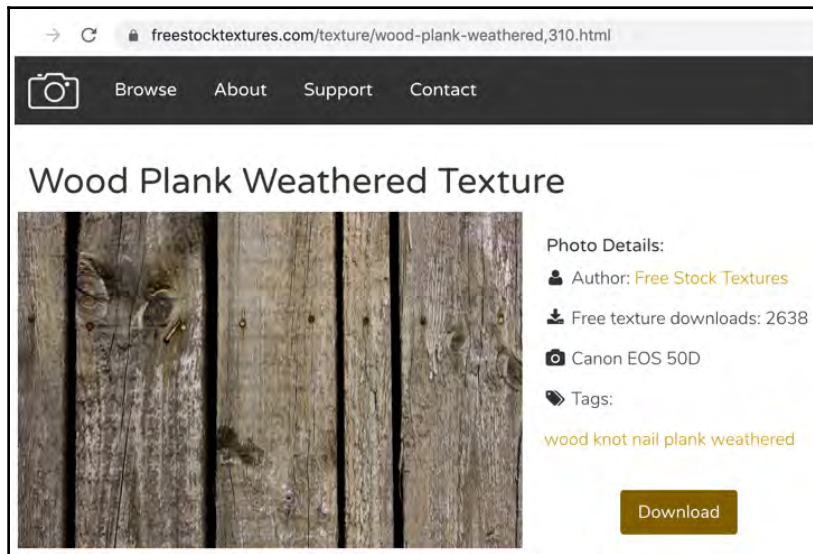 freestocktextures.com/texture/wood-plank-weathered,310.html
Browse About Support Contact
Wood Plank Weathered Texture
Photo Details:
Author: Free Stock Textures
Free texture downloads: 2638
Canon EOS 50D
Tags:
wood knot nail plank weathered
Download